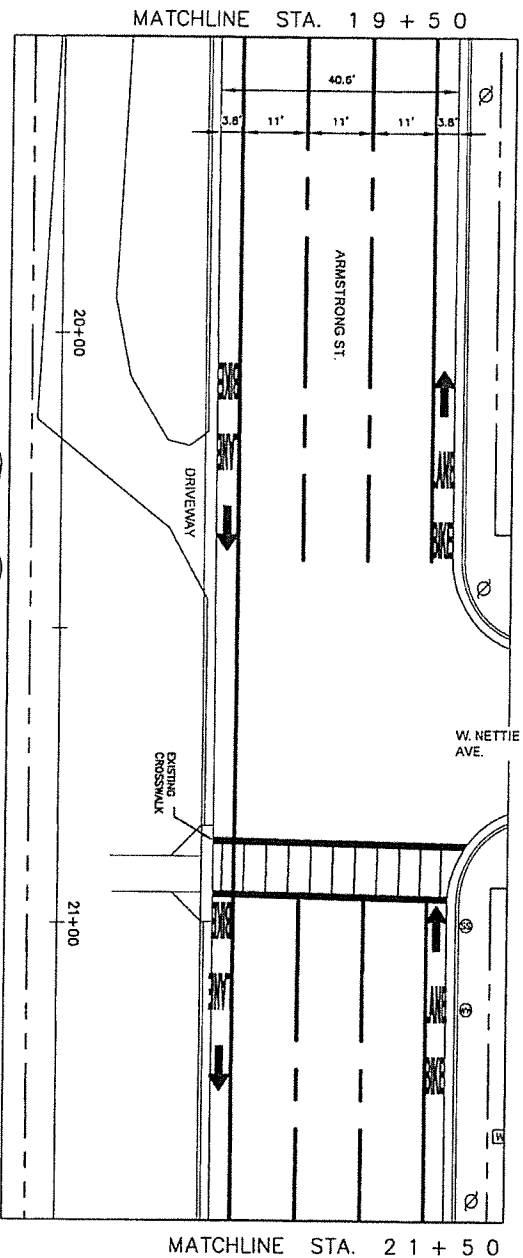 MATCHLINE STA. 19+50
40.6'
3.8' 11' 11' 11' 3.8'
ARMSTRONG ST.
20+00
BIKE
LANE
LANE
BIKE
DRIVEWAY
W. NETTIE
AVE.
EXISTING
CROSSWALK
21+00
SS
BIKE
LANE
LANE
BIKE
W
MATCHLINE STA. 21+50